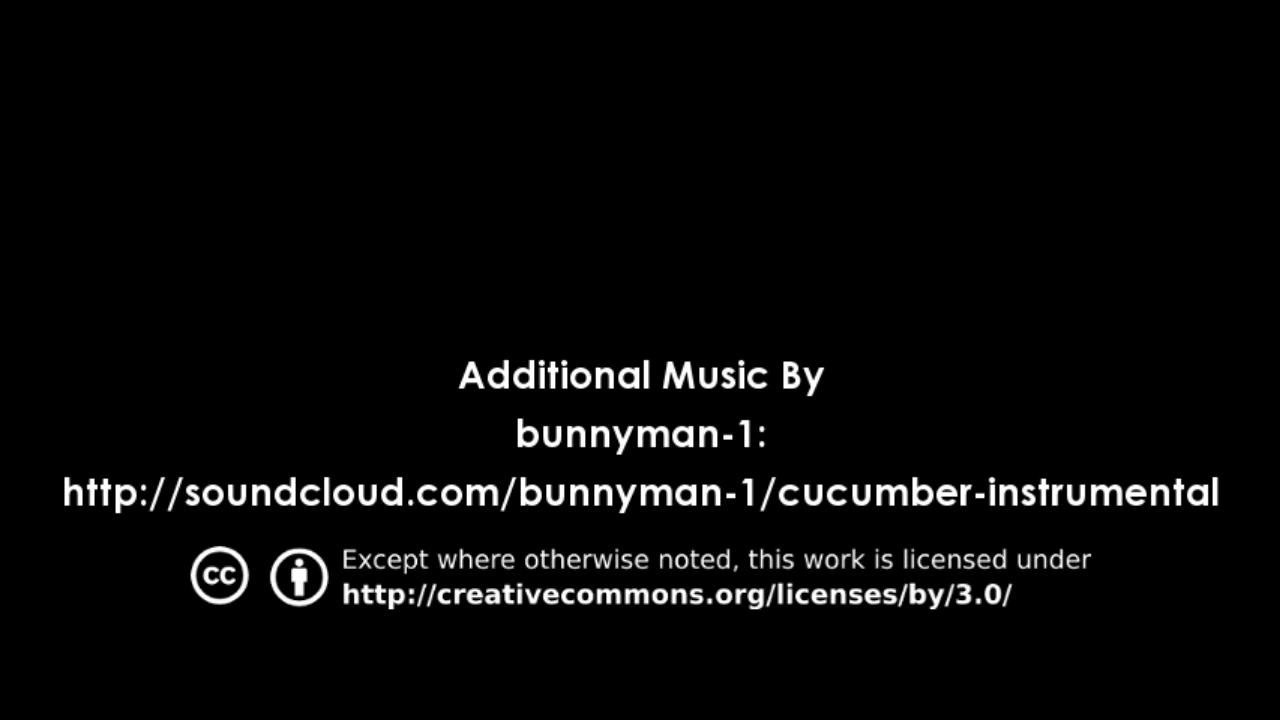 Additional Music By
bunnyman-1:
http://soundcloud.com/bunnyman-1/cucumber-instrumental
cc
Except where otherwise noted, this work is licensed under
http://creativecommons.org/licenses/by/3.0/